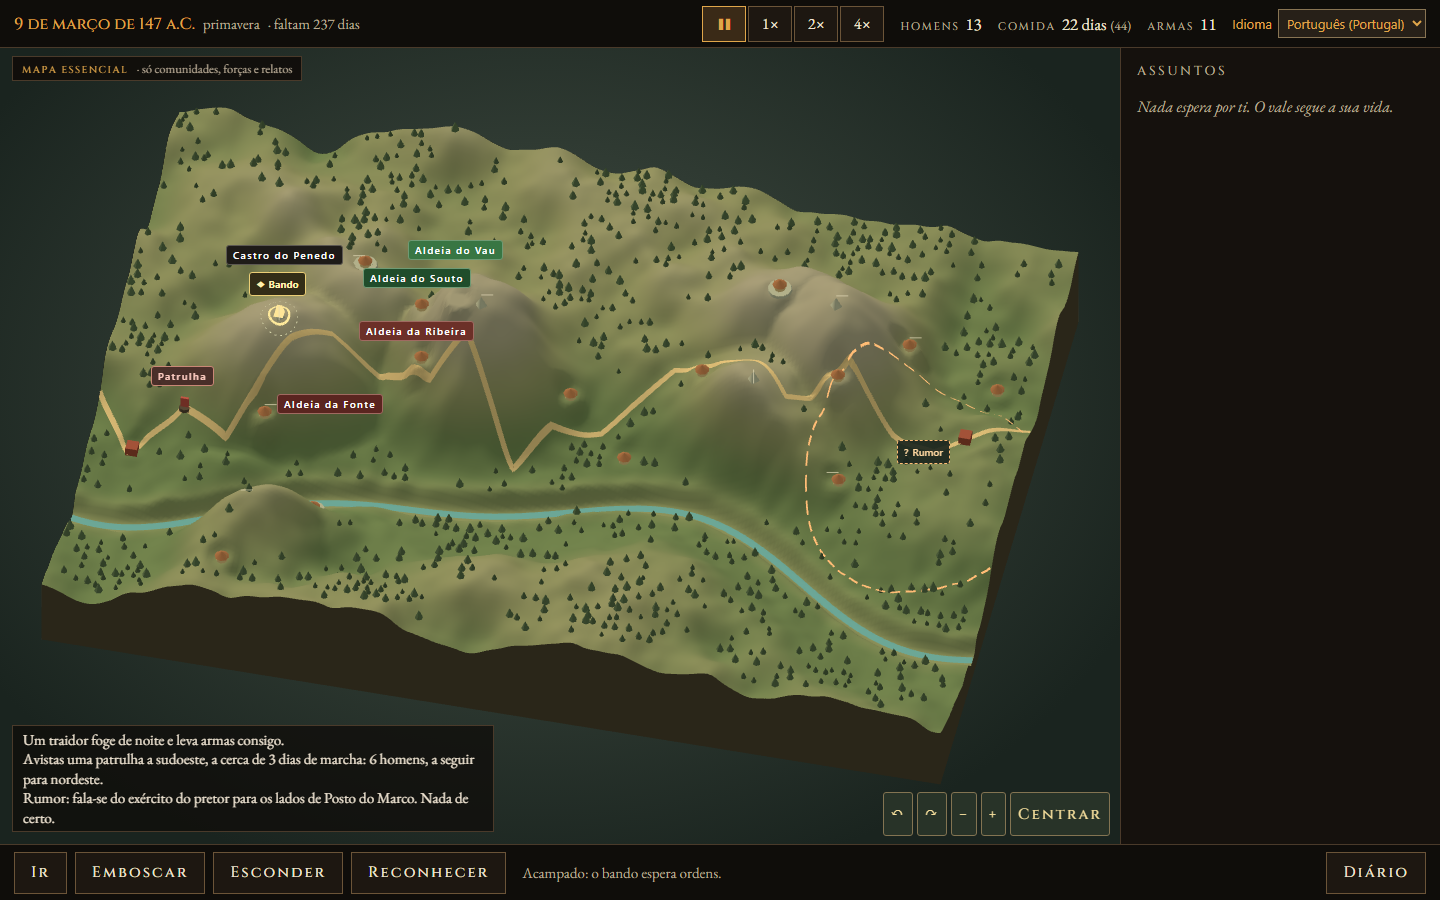 9 DE MARÇO DE 147 A.C. primavera · faltam 237 dias
1× 2× 4× HOMENS 13 COMIDA 22 dias (44) ARMAS 11 Idioma Português (Portugal)
MAPA ESSENCIAL · só comunidades, forças e relatos
ASSUNTOS
Nada espera por ti. O vale segue a sua vida.
Castro do Penedo
Aldeia do Vau
Bando
Aldeia do Souto
Aldeia da Ribeira
Patrulha
Aldeia da Fonte
? Rumor
Um traidor foge de noite e leva armas consigo.
Avistas uma patrulha a sudoeste, a cerca de 3 dias de marcha: 6 homens, a seguir
para nordeste.
Rumor: fala-se do exército do pretor para os lados de Posto do Marco. Nada de
certo.
− + CENTRAR
IR EMBOSCAR ESCONDER RECONHECER Acampado: o bando espera ordens. DIÁRIO